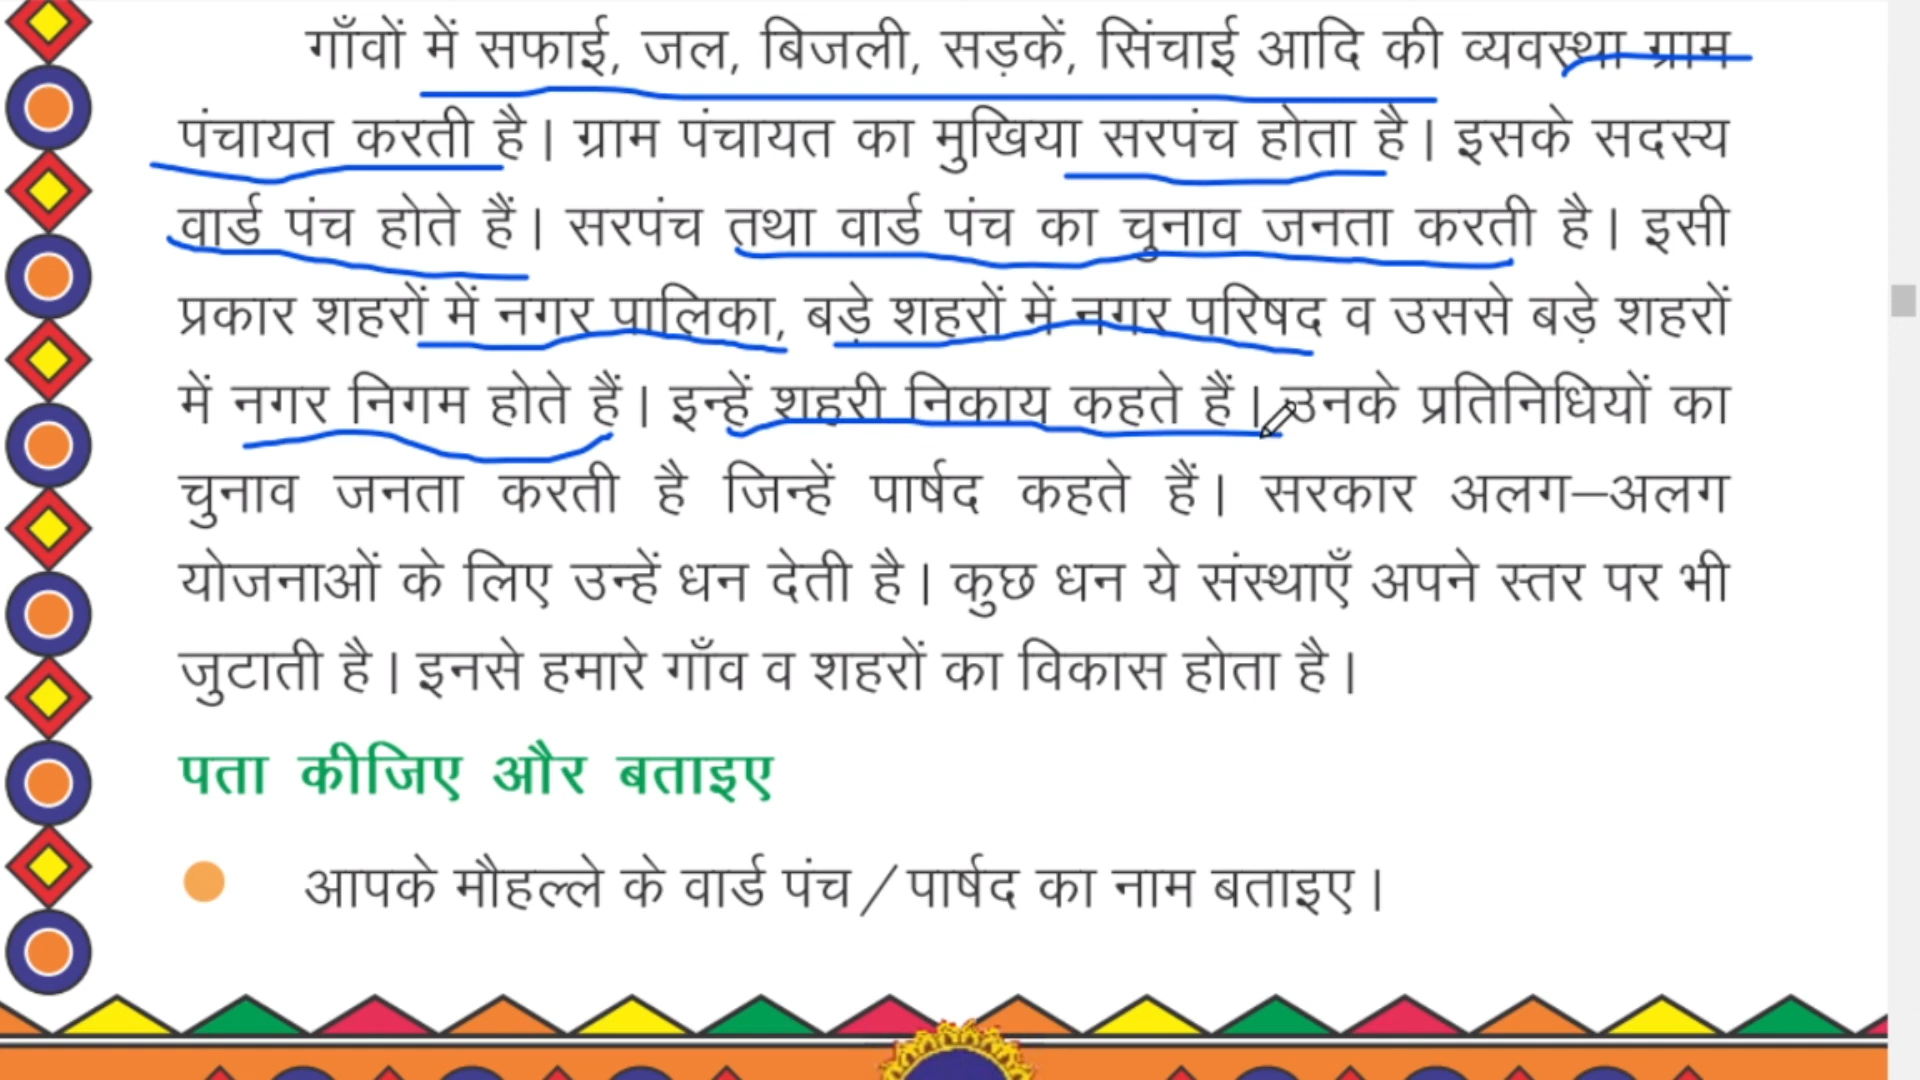 गाँवों में सफाई, जल, बिजली, सड़कें, सिंचाई आदि की व्यवस्था ग्राम
पंचायत करती है। ग्राम पंचायत का मुखिया सरपंच होता है। इसके सदस्य
वार्ड पंच होते हैं। सरपंच तथा वार्ड पंच का चुनाव जनता करती है। इसी
प्रकार शहरों में नगर पालिका, बड़े शहरों में नगर परिषद व उससे बड़े शहरों
में नगर निगम होते हैं। इन्हें शहरी निकाय कहते हैं। उनके प्रतिनिधियों का
चुनाव जनता करती है जिन्हें पार्षद कहते हैं। सरकार अलग–अलग
योजनाओं के लिए उन्हें धन देती है। कुछ धन ये संस्थाएँ अपने स्तर पर भी
जुटाती है। इनसे हमारे गाँव व शहरों का विकास होता है।
पता कीजिए और बताइए
आपके मौहल्ले के वार्ड पंच/पार्षद का नाम बताइए।